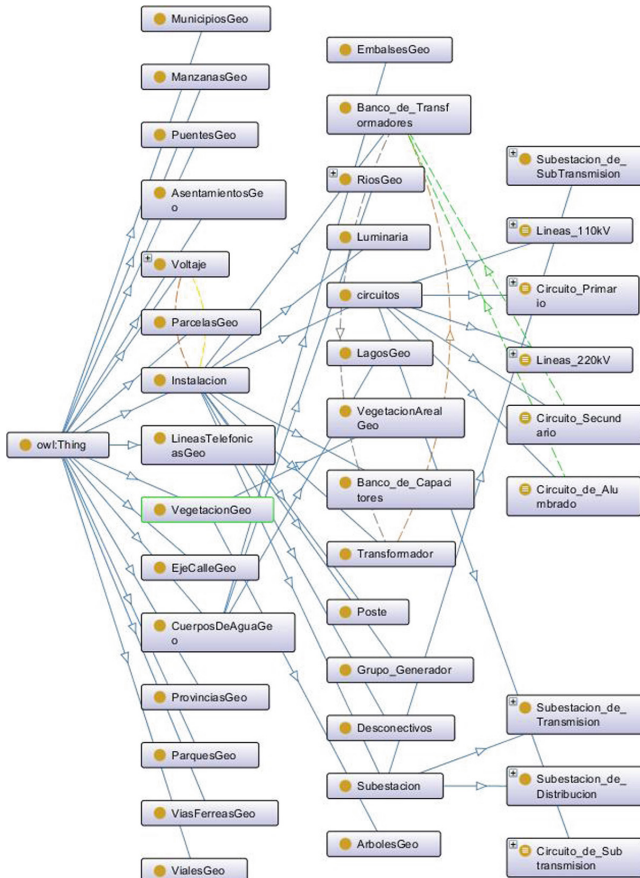 owl:Thing
MunicipiosGeo
ManzanasGeo
PuentesGeo
AsentamientosGe
o
Voltaje
ParcelasGeo
Instalacion
LineasTelefonic
asGeo
VegetacionGeo
EjeCalleGeo
CuerposDeAguaGe
o
ProvinciasGeo
ParquesGeo
ViasFerreasGeo
VialesGeo
EmbalsesGeo
Banco_de_Transf
ormadores
RiosGeo
Luminaria
circuitos
LagosGeo
VegetacionAreal
Geo
Banco_de_Capaci
tores
Transformador
Poste
Grupo_Generador
Desconectivos
Subestacion
ArbolesGeo
Subestacion_de_
SubTransmision
Lineas_110kV
Circuito_Primar
io
Lineas_220kV
Circuito_Secund
ario
Circuito_de_Alu
mbrado
Subestacion_de_
Transmision
Subestacion_de_
Distribucion
Circuito_de_Sub
transmision